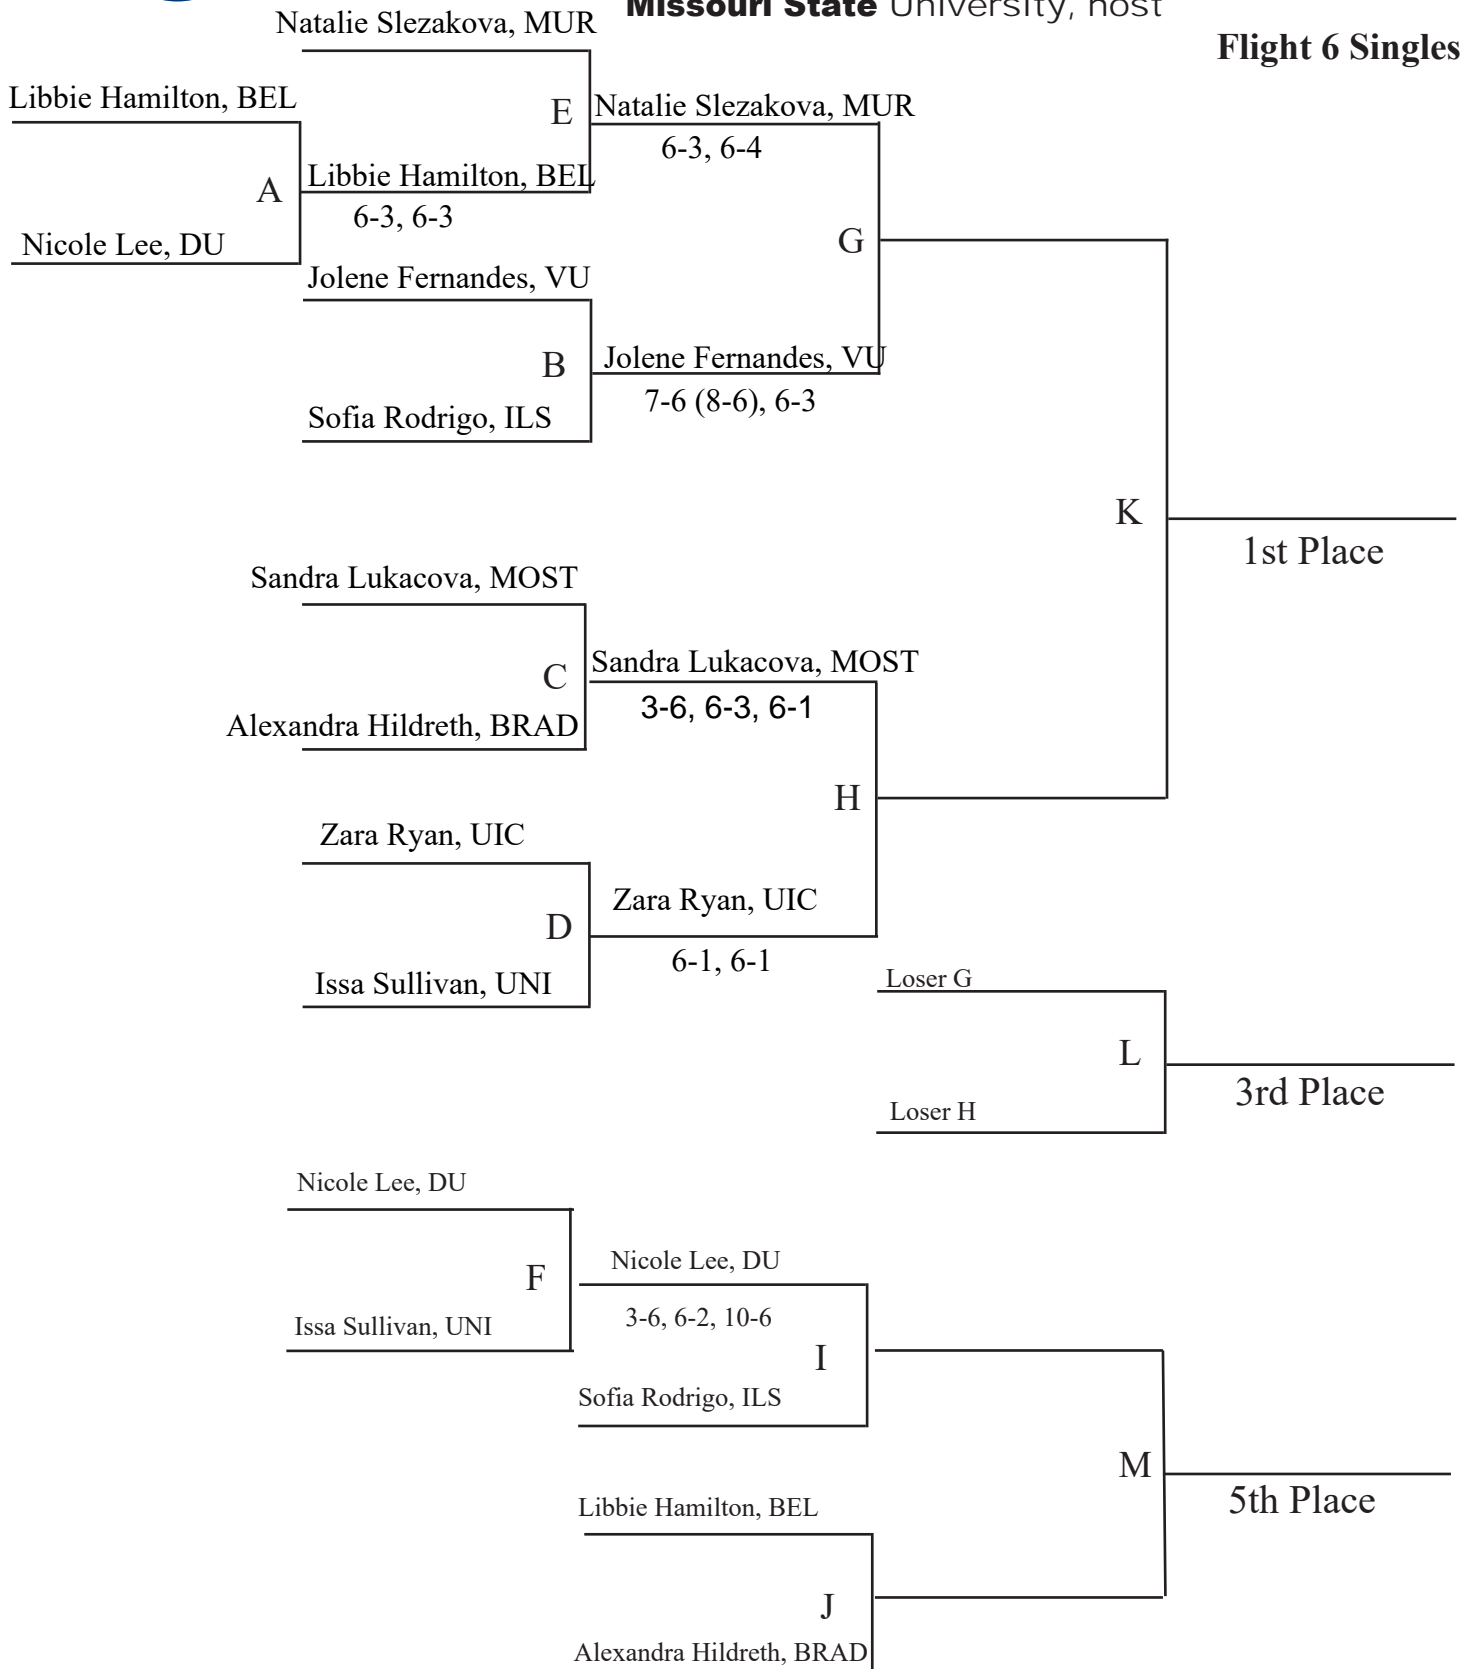 Missouri State University, host
Flight 6 Singles
Natalie Slezakova, MUR
Libbie Hamilton, BEL
E
Natalie Slezakova, MUR
6-3, 6-4
A
Libbie Hamilton, BEL
6-3, 6-3
Nicole Lee, DU
G
Jolene Fernandes, VU
B
Jolene Fernandes, VU
7-6 (8-6), 6-3
Sofia Rodrigo, ILS
K
1st Place
Sandra Lukacova, MOST
C
Sandra Lukacova, MOST
3-6, 6-3, 6-1
Alexandra Hildreth, BRAD
H
Zara Ryan, UIC
D
Zara Ryan, UIC
6-1, 6-1
Issa Sullivan, UNI
Loser G
L
3rd Place
Loser H
Nicole Lee, DU
F
Nicole Lee, DU
3-6, 6-2, 10-6
Issa Sullivan, UNI
I
Sofia Rodrigo, ILS
M
5th Place
Libbie Hamilton, BEL
J
Alexandra Hildreth, BRAD